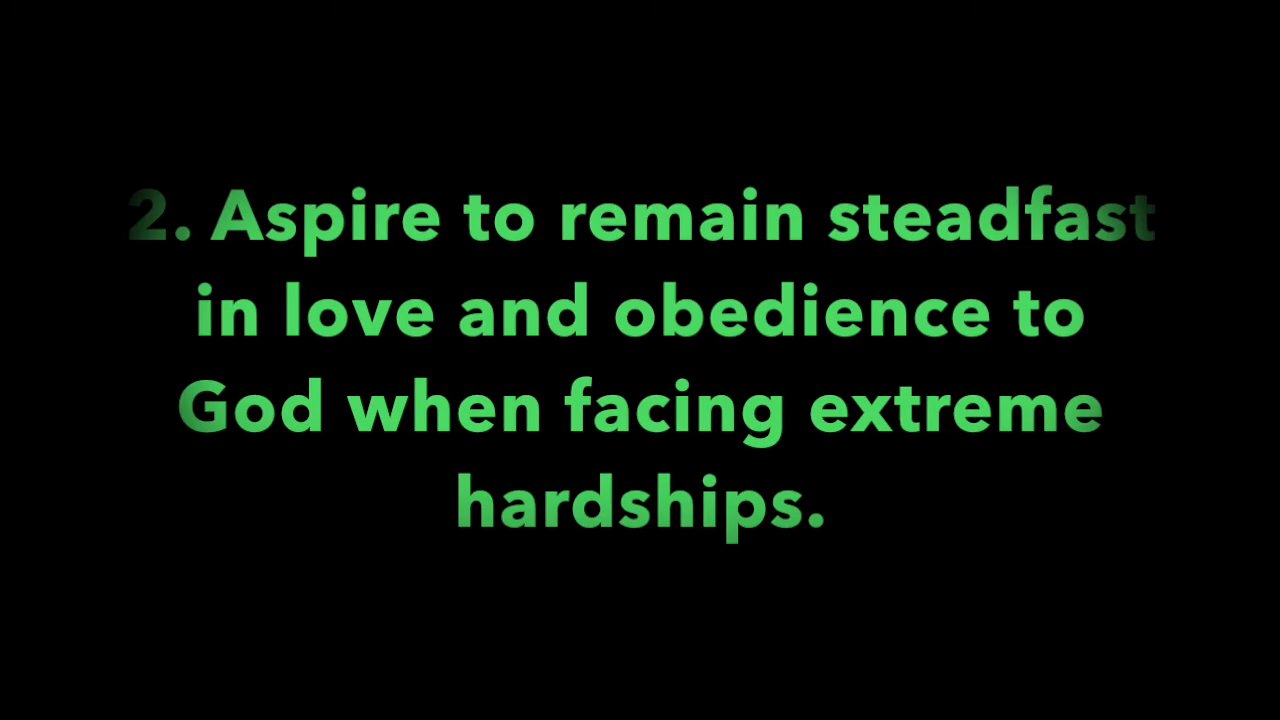 2. Aspire to remain steadfast
in love and obedience to
God when facing extreme
hardships.